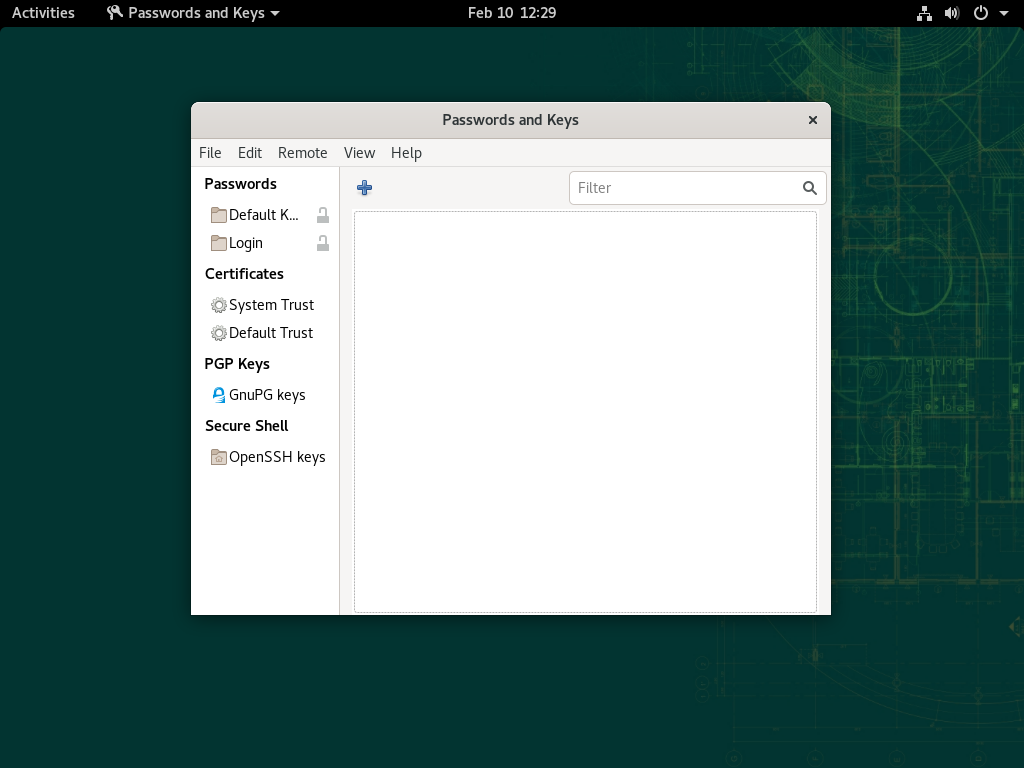 Activities Passwords and Keys Feb 10 12:29
Passwords and Keys
File Edit Remote View Help
Passwords
Filter
Default K...
Login
Certificates
System Trust
Default Trust
PGP Keys
GnuPG keys
Secure Shell
OpenSSH keys